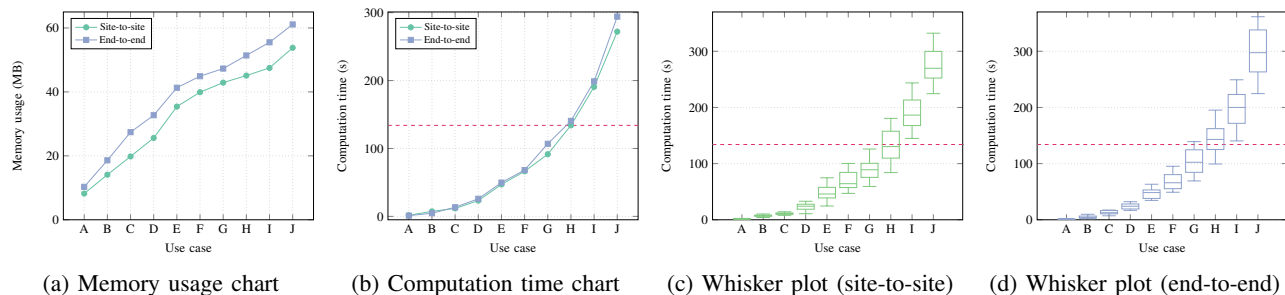 Site-to-site
End-to-end
60
40
20
0
Memory usage (MB)
A B C D E F G H I J
Use case
(a) Memory usage chart
Site-to-site
End-to-end
300
200
100
0
Computation time (s)
A B C D E F G H I J
Use case
(b) Computation time chart
300
200
100
0
Computation time (s)
A B C D E F G H I J
Use case
(c) Whisker plot (site-to-site)
300
200
100
0
Computation time (s)
A B C D E F G H I J
Use case
(d) Whisker plot (end-to-end)